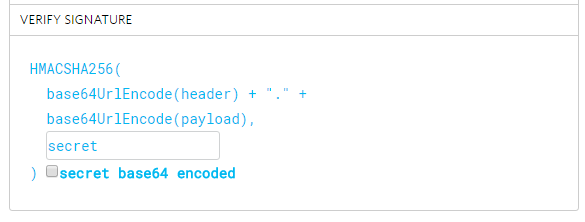 VERIFY SIGNATURE
HMACSHA256(
base64UrlEncode(header) + "." +
base64UrlEncode(payload),
secret
) secret base64 encoded